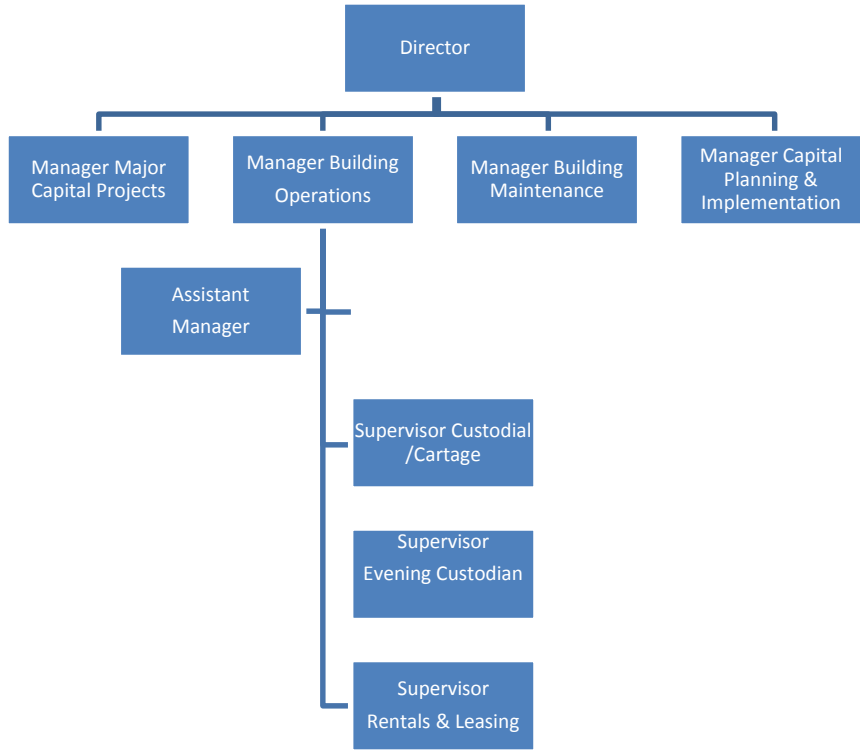 Director
Manager Major
Capital Projects
Manager Building
Operations
Manager Building
Maintenance
Manager Capital
Planning &
Implementation
Assistant
Manager
Supervisor Custodial
/Cartage
Supervisor
Evening Custodian
Supervisor
Rentals & Leasing